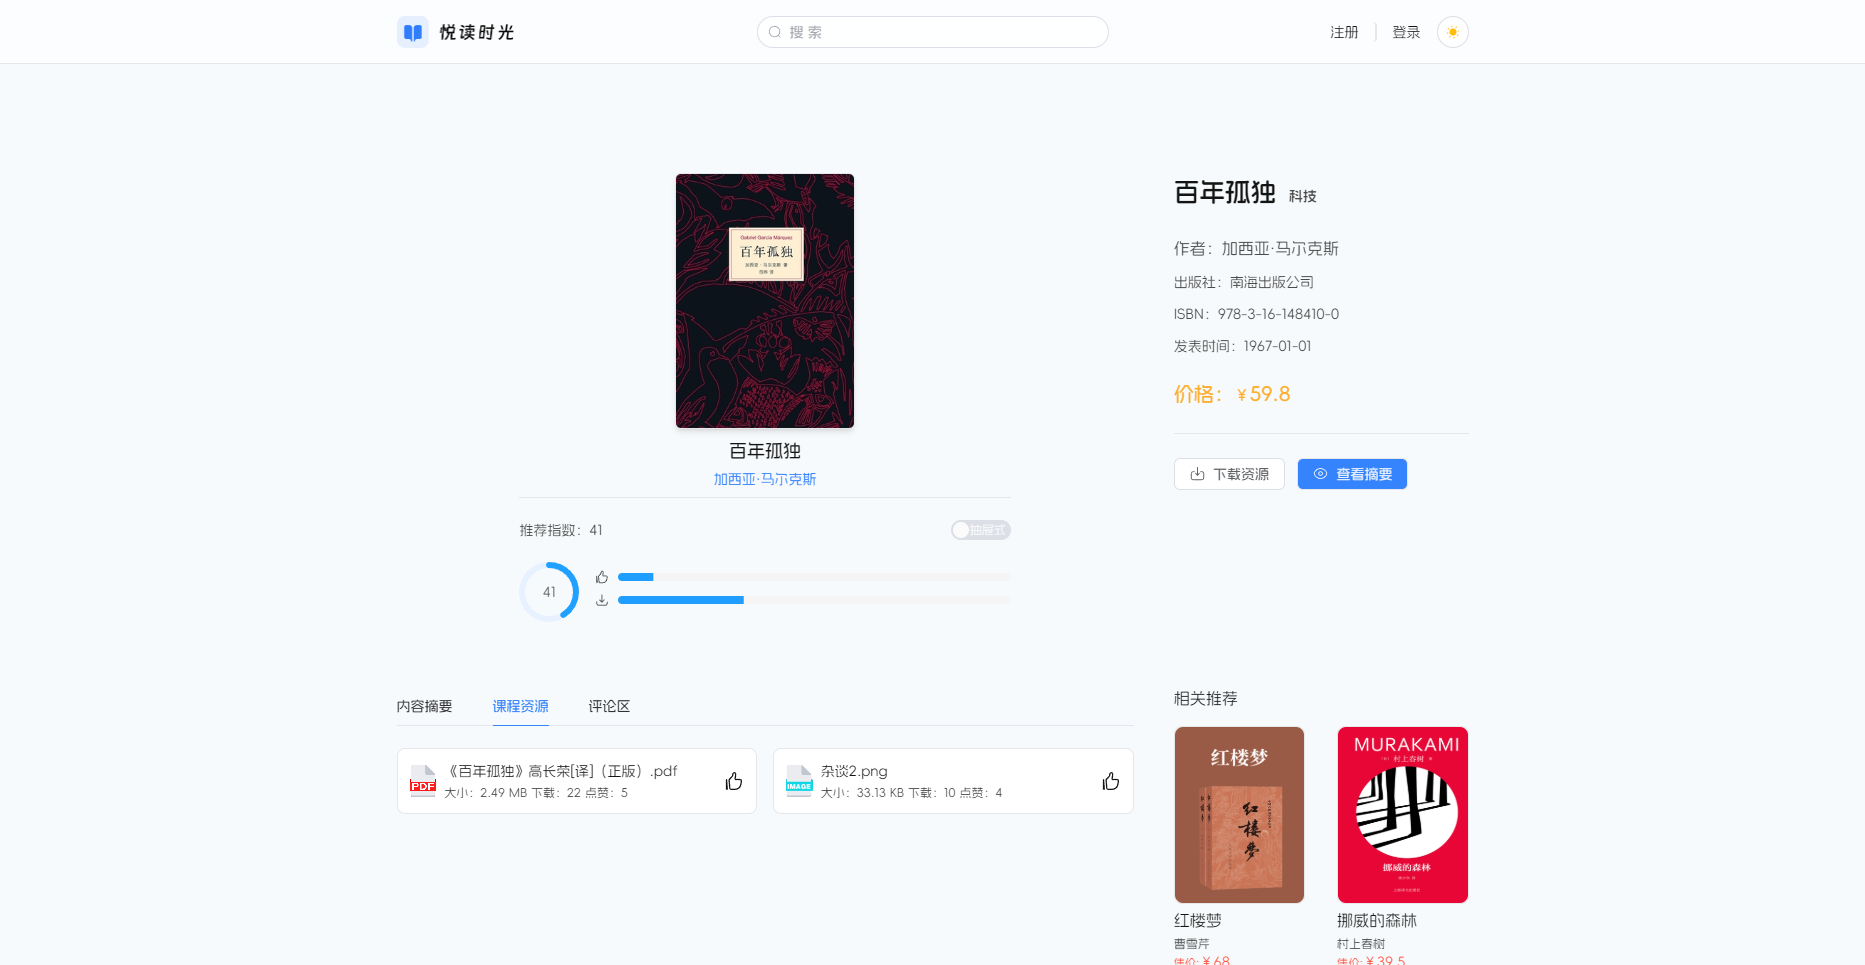 悦读时光
搜 索
注册
登录
Gabriel García Márquez
百年孤独
加西亚·马尔克斯 著
范晔 译
百年孤独
加西亚·马尔克斯
推荐指数：41
抽屉式
41
百年孤独 科技
作者：加西亚·马尔克斯
出版社：南海出版公司
ISBN：978-3-16-148410-0
发表时间：1967-01-01
价格：￥59.8
下载资源
查看摘要
内容摘要
课程资源
评论区
PDF
《百年孤独》高长荣[译]（正版）.pdf
大小：2.49 MB 下载：22 点赞：5
IMAGE
杂谈2.png
大小：33.13 KB 下载：10 点赞：4
相关推荐
红楼梦
红楼夢
红楼梦
曹雪芹
售价:￥68
MURAKAMI
村上春树
挪威的森林
挪威的森林
村上春树
售价:￥39.5